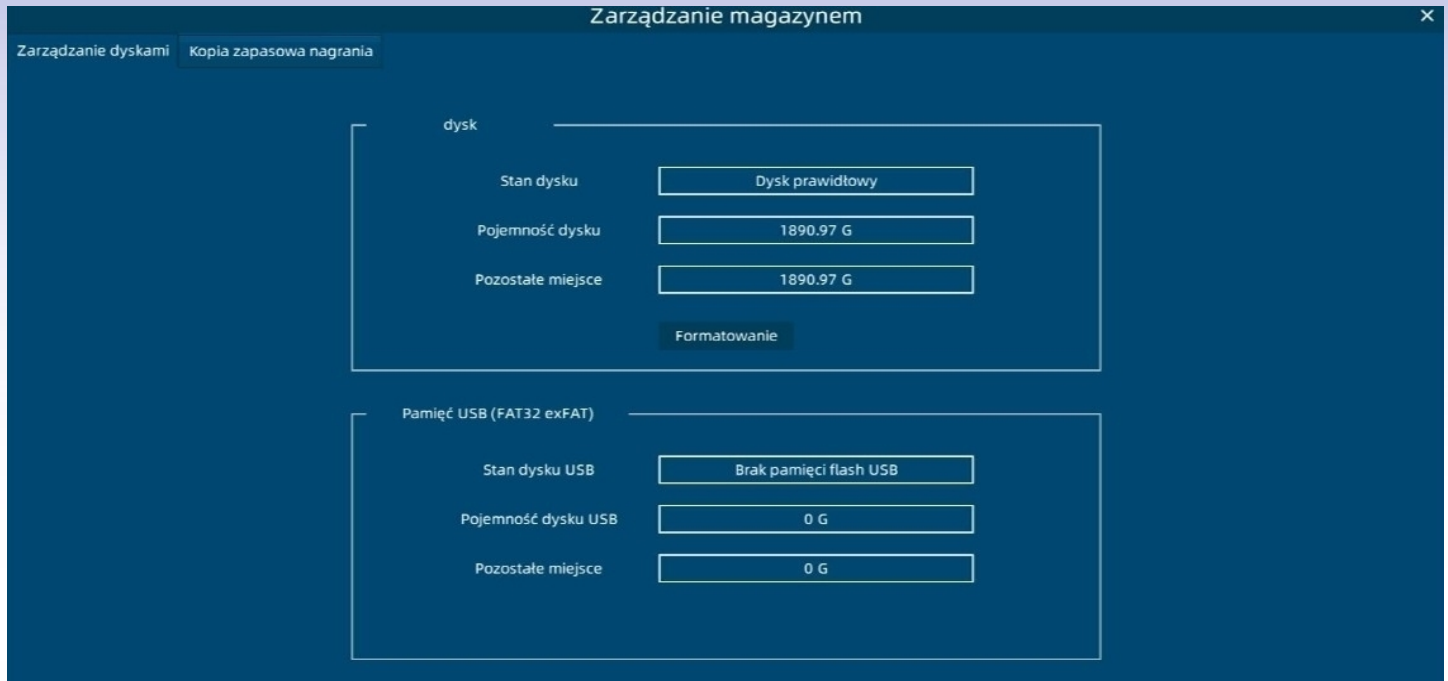 Zarządzanie magazynem
Zarządzanie dyskami Kopia zapasowa nagrania
dysk
Stan dysku Dysk prawidłowy
Pojemność dysku 1890.97 G
Pozostałe miejsce 1890.97 G
Formatowanie
Pamięć USB (FAT32 exFAT)
Stan dysku USB Brak pamięci flash USB
Pojemność dysku USB 0 G
Pozostałe miejsce 0 G